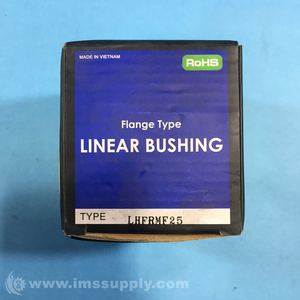 MADE IN VIETNAM
RoHS
Flange Type
LINEAR BUSHING
TYPE LHFRMF25
© www.imssupply.com